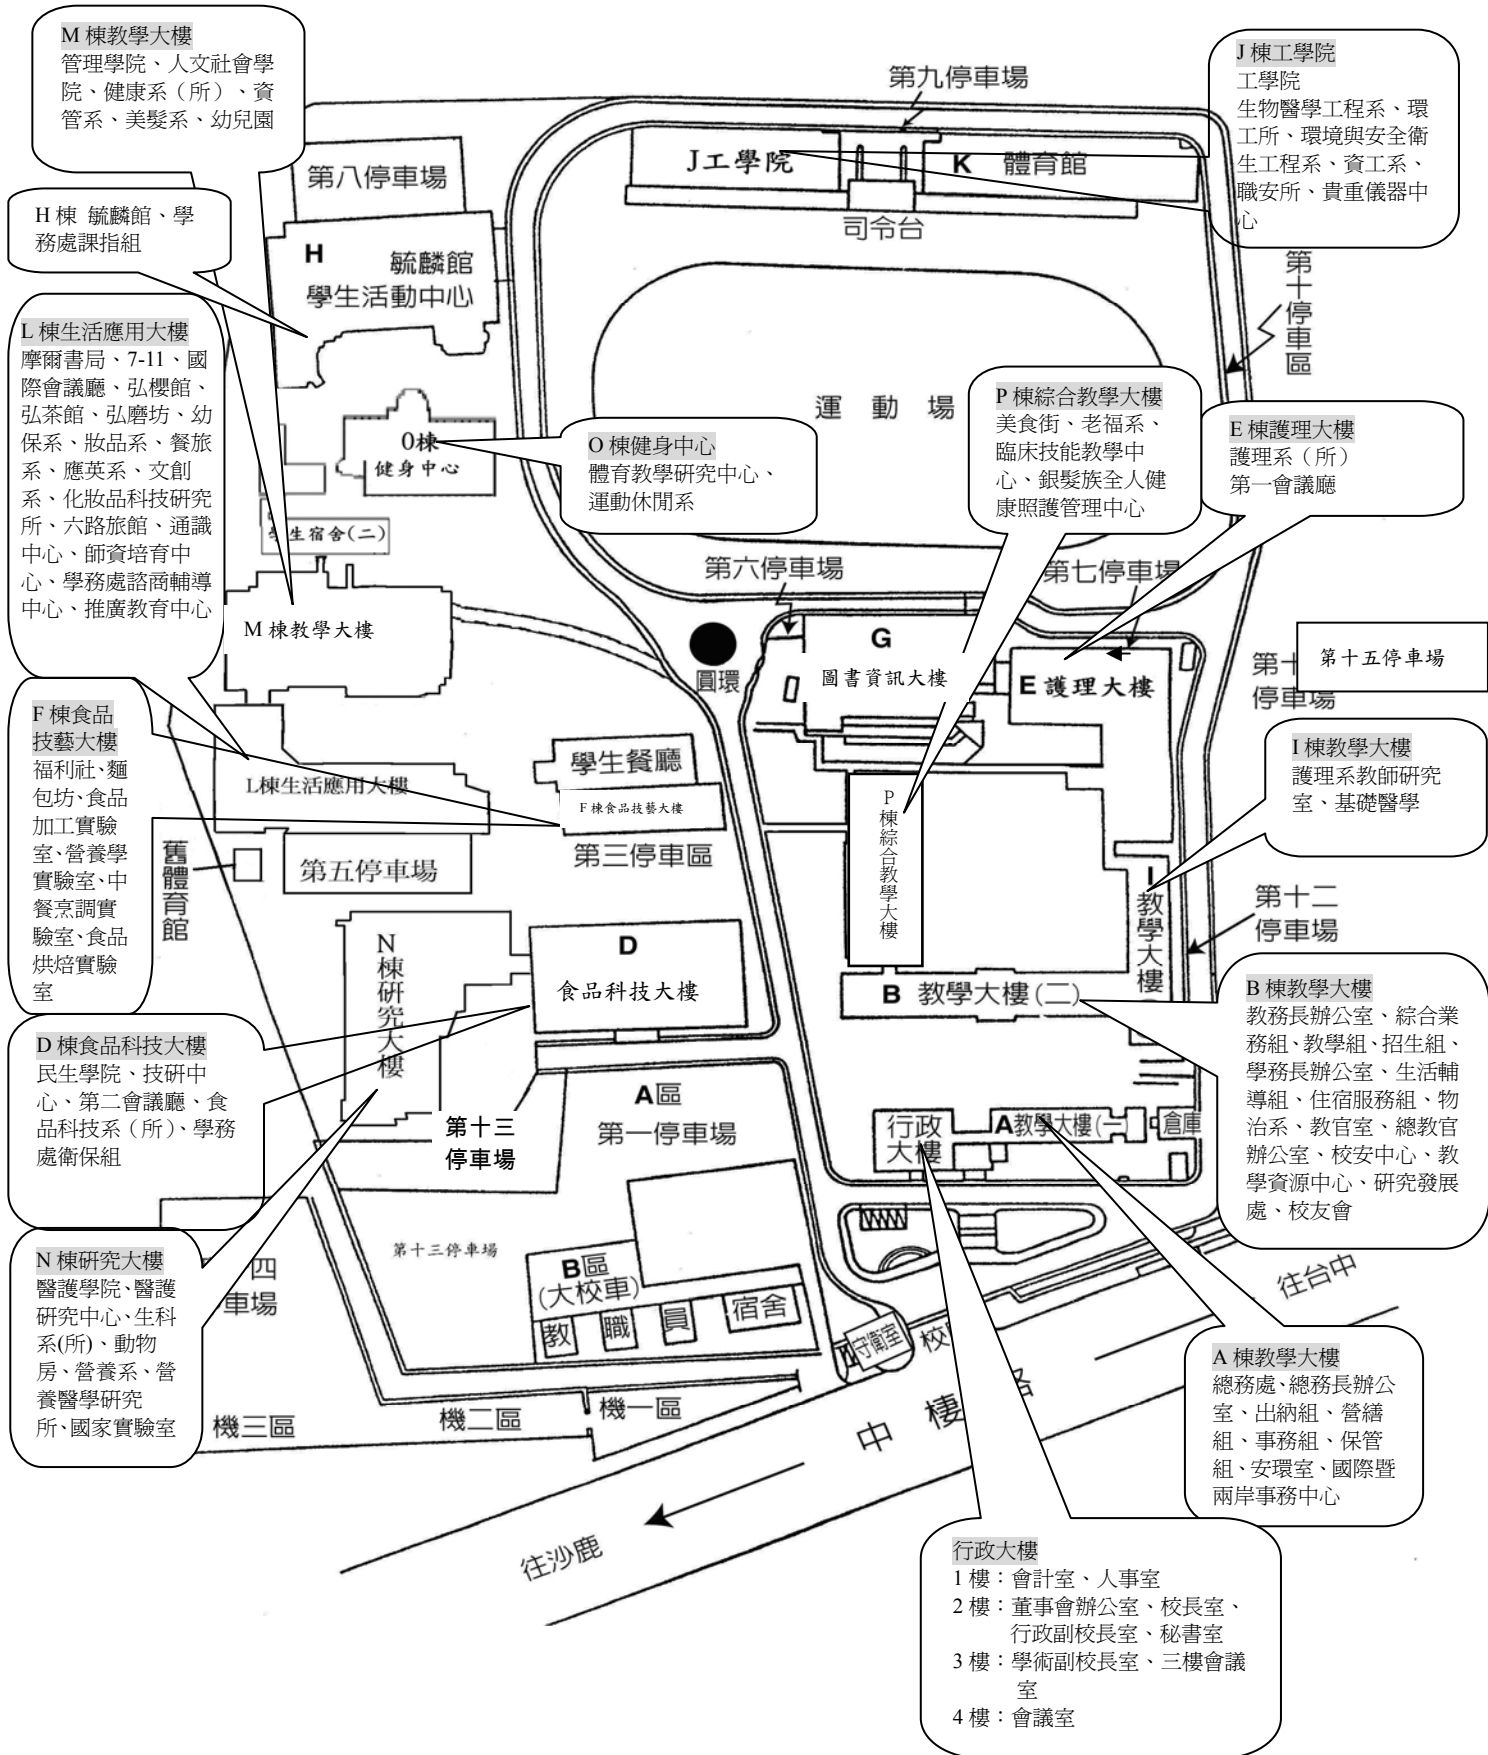 M 棟教學大樓
管理學院、人文社會學
院、健康系（所）、資
管系、美髮系、幼兒園
J 棟工學院
工學院
生物醫學工程系、環
工所、環境與安全衛
生工程系、資工系、
職安所、貴重儀器中
心
第九停車場
第八停車場
J工學院
K 體育館
司令台
H 棟 毓麟館、學
務處課指組
H 毓麟館
學生活動中心
第十停車區
L 棟生活應用大樓
摩爾書局、7-11、國
際會議廳、弘櫻館、
弘茶館、弘磨坊、幼
保系、妝品系、餐旅
系、應英系、文創
系、化妝品科技研究
所、六路旅館、通識
中心、師資培育中
心、學務處諮商輔導
中心、推廣教育中心
運動場
P 棟綜合教學大樓
美食街、老福系、
臨床技能教學中
心、銀髮族全人健
康照護管理中心
E 棟護理大樓
護理系（所）
第一會議廳
O棟
健身中心
O 棟健身中心
體育教學研究中心、
運動休閒系
學生宿舍(二)
第六停車場
第七停車場
M 棟教學大樓
圓環
G
圖書資訊大樓
E 護理大樓
第十
停車場
第十五停車場
F 棟食品
技藝大樓
福利社、麵
包坊、食品
加工實驗
室、營養學
實驗室、中
餐烹調實
驗室、食品
烘焙實驗
室
I 棟教學大樓
護理系教師研究
室、基礎醫學
學生餐廳
L棟生活應用大樓
F 棟食品技藝大樓
P棟綜合教學大樓
第三停車區
舊體育館
第五停車場
I教學大樓
第十二
停車場
N棟研究大樓
D
食品科技大樓
B 教學大樓(二)
B 棟教學大樓
教務長辦公室、綜合業
務組、教學組、招生組、
學務長辦公室、生活輔
導組、住宿服務組、物
治系、教官室、總教官
辦公室、校安中心、教
學資源中心、研究發展
處、校友會
D 棟食品科技大樓
民生學院、技研中
心、第二會議廳、食
品科技系（所）、學務
處衛保組
A區
第一停車場
第十三
停車場
行政
大樓
A教學大樓(一)
倉庫
N 棟研究大樓
醫護學院、醫護
研究中心、生科
系(所)、動物
房、營養系、營
養醫學研究
所、國家實驗室
四
車場
第十三停車場
B區
(大校車)
教 職 員 宿舍
守衛室
校
往台中
A 棟教學大樓
總務處、總務長辦公
室、出納組、營繕
組、事務組、保管
組、安環室、國際暨
兩岸事務中心
機三區
機二區
機一區
中棲路
往沙鹿
行政大樓
1 樓：會計室、人事室
2 樓：董事會辦公室、校長室、
行政副校長室、秘書室
3 樓：學術副校長室、三樓會議
室
4 樓：會議室